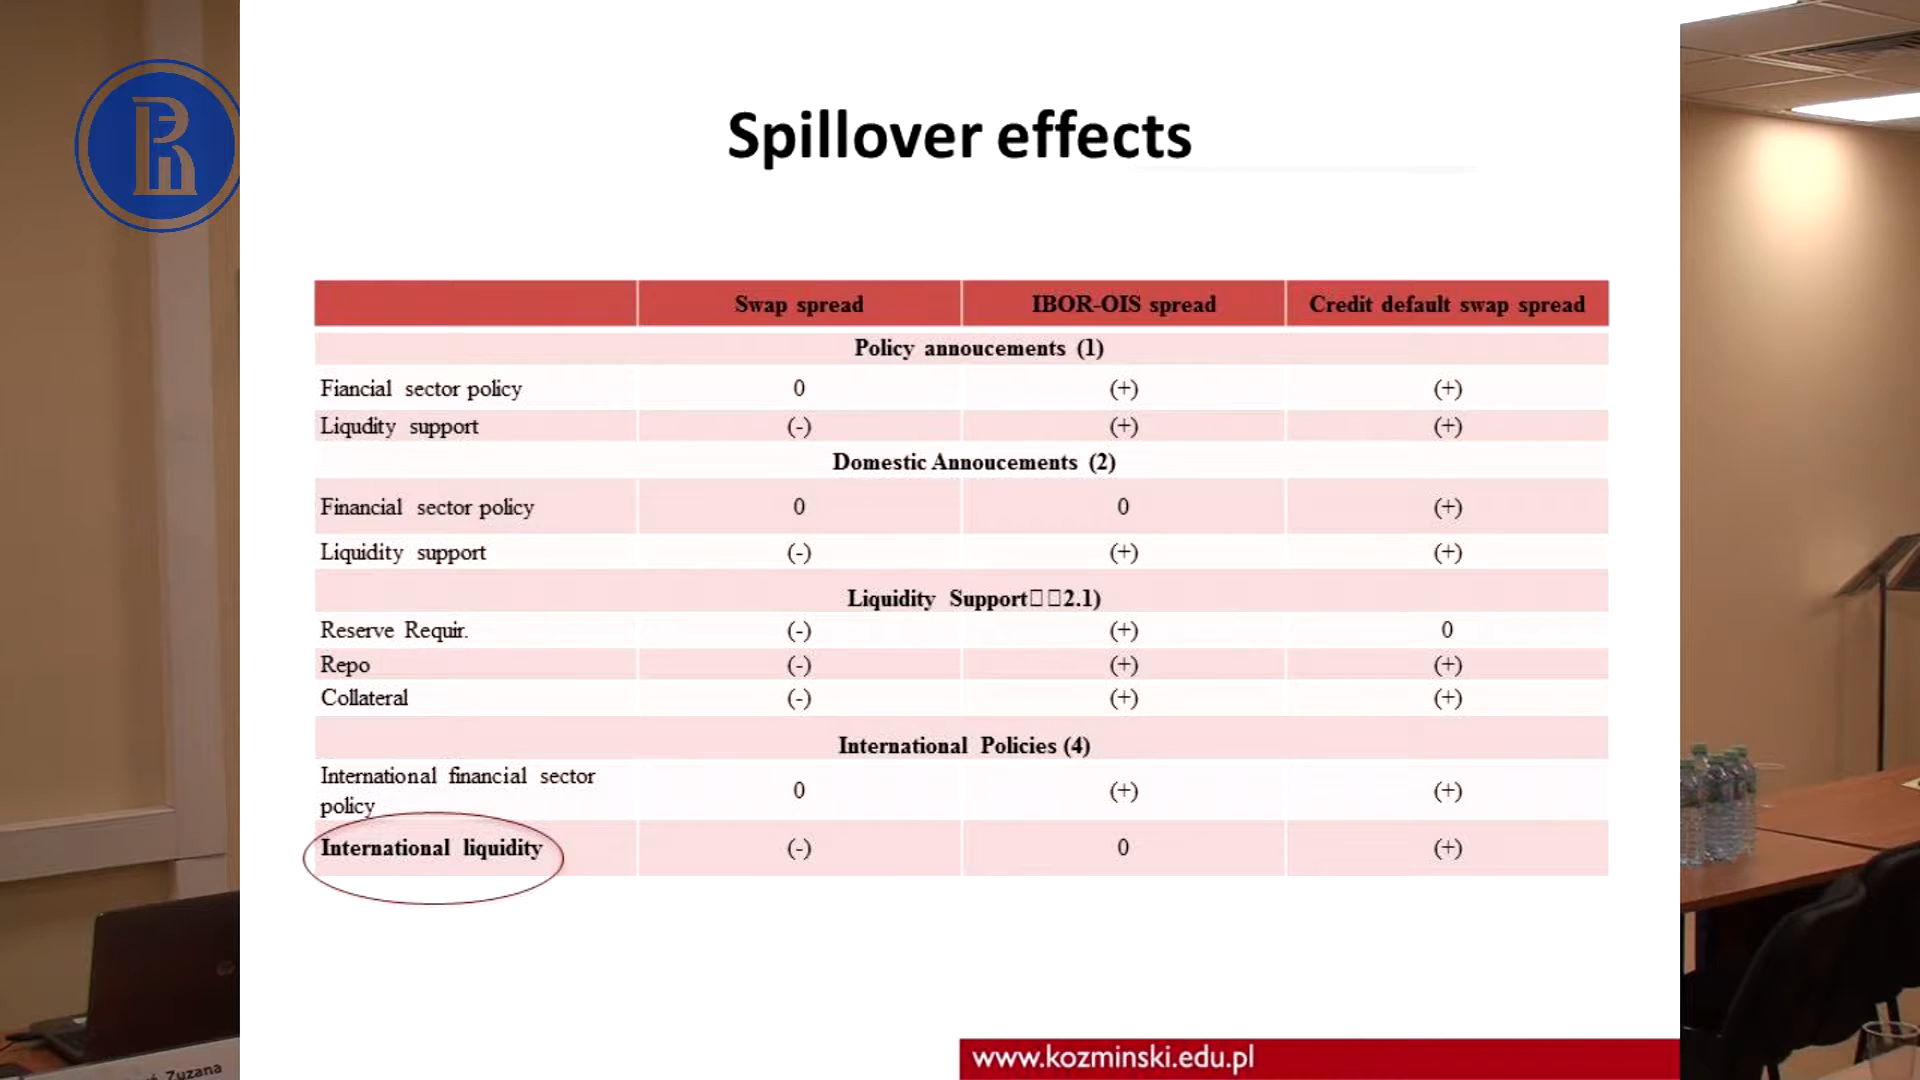 Spillover effects
Swap spread IBOR-OIS spread Credit default swap spread
Policy annoucements (1)
Fiancial sector policy 0 (+) (+)
Liqudity support (-) (+) (+)
Domestic Annoucements (2)
Financial sector policy 0 0 (+)
Liquidity support (-) (+) (+)
Liquidity Support□□2.1)
Reserve Requir. (-) (+) 0
Repo (-) (+) (+)
Collateral (-) (+) (+)
International Policies (4)
International financial sector
policy 0 (+) (+)
International liquidity (-) 0 (+)
www.kozminski.edu.pl
Zuzana